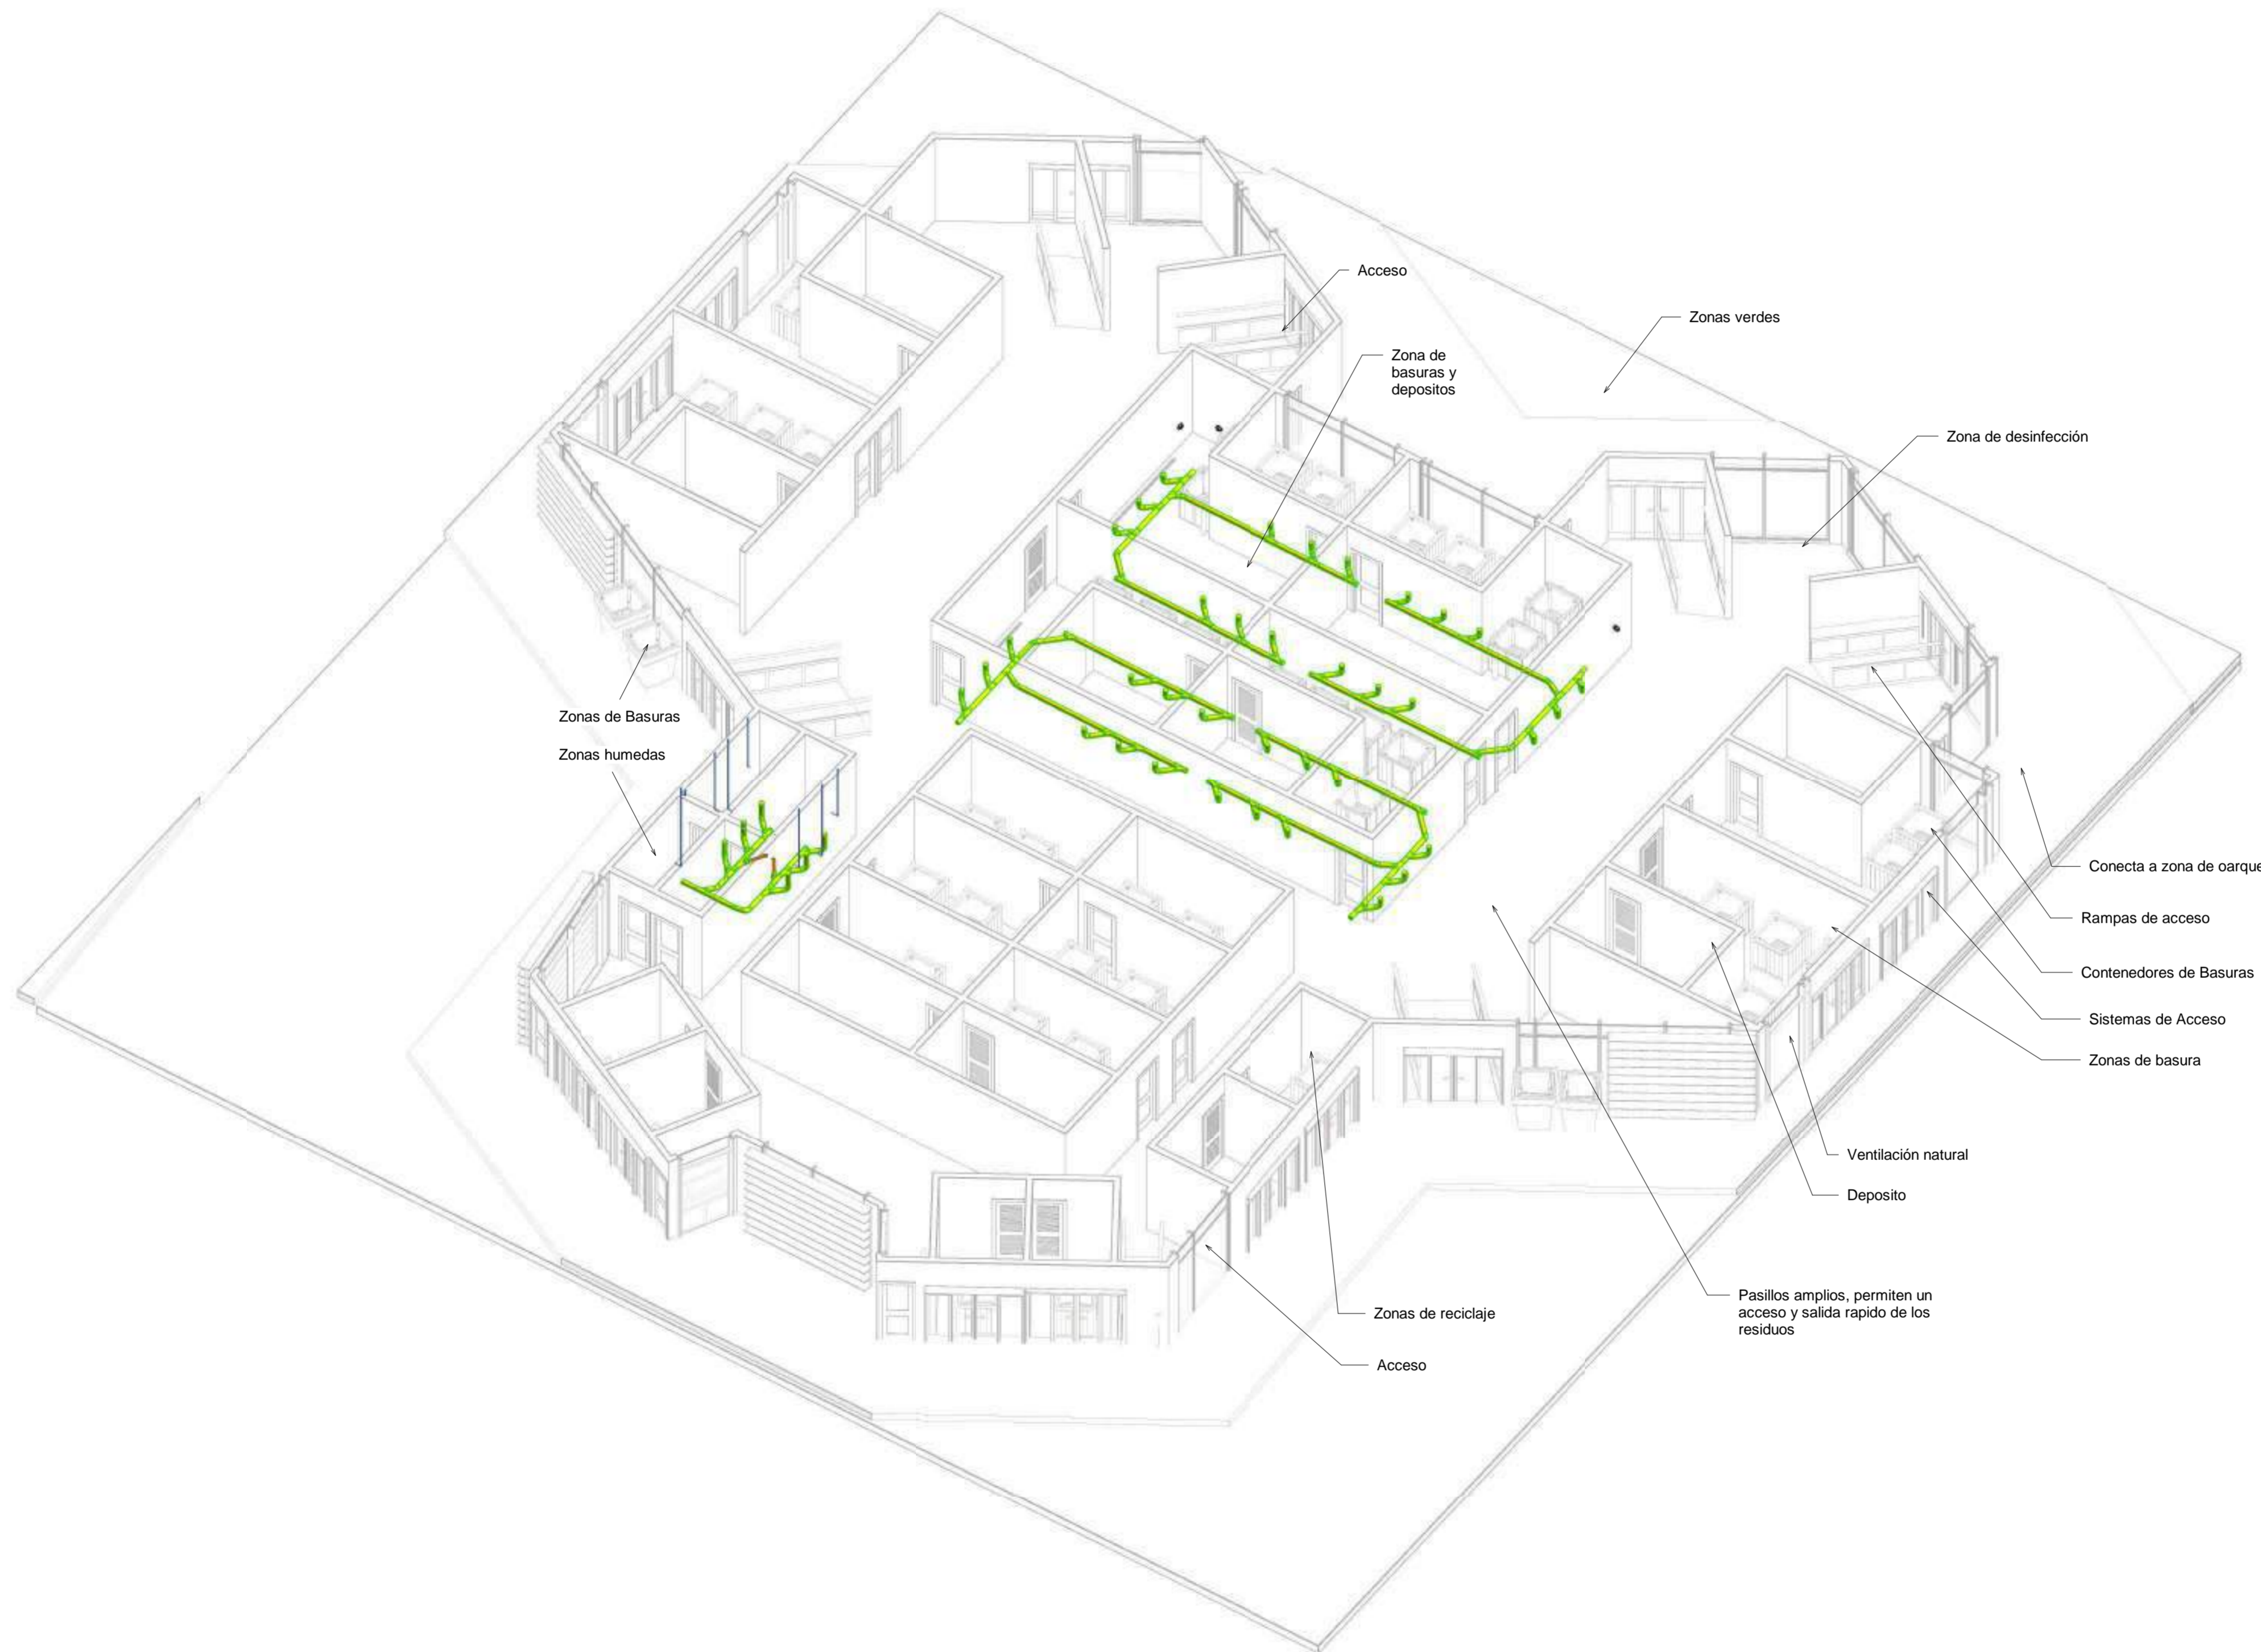 Acceso
Zonas verdes
Zona de
basuras y
depositos
Zona de desinfección
Zonas de Basuras
Zonas humedas
Conecta a zona de oarque
Rampas de acceso
Contenedores de Basuras
Sistemas de Acceso
Zonas de basura
Ventilación natural
Deposito
Pasillos amplios, permiten un
acceso y salida rapido de los
residuos
Zonas de reciclaje
Acceso